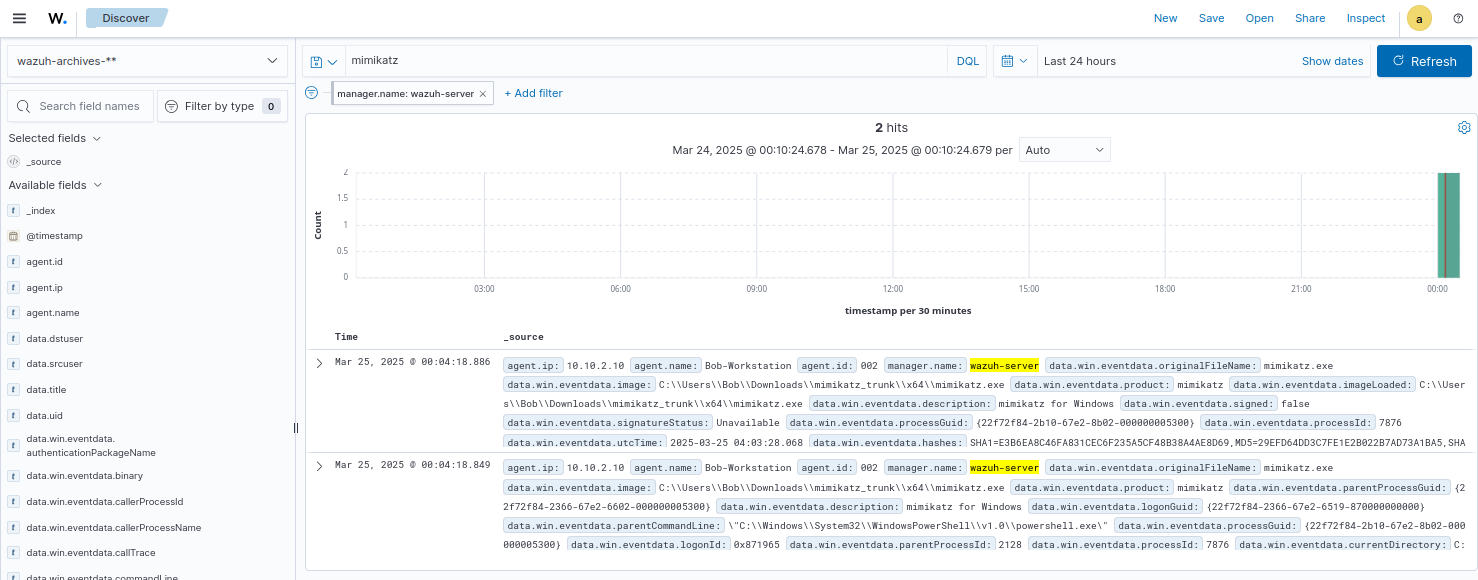 W. Discover New Save Open Share Inspect a
wazuh-archives-**
mimikatz DQL Last 24 hours Show dates Refresh
Search field names Filter by type 0
manager.name: wazuh-server × + Add filter
Selected fields
_source
Available fields
t _index
@timestamp
t agent.id
t agent.ip
t agent.name
t data.dstuser
t data.srcuser
t data.title
t data.uid
t data.win.eventdata.
authenticationPackageName
t data.win.eventdata.binary
t data.win.eventdata.callerProcessId
t data.win.eventdata.callerProcessName
t data.win.eventdata.callTrace
data.win.eventdata.commandLine
2 hits
Mar 24, 2025 @ 00:10:24.678 - Mar 25, 2025 @ 00:10:24.679 per Auto
2
1.5
1
0.5
0
Count
03:00 06:00 09:00 12:00 15:00 18:00 21:00 00:00
timestamp per 30 minutes
Time _source
Mar 25, 2025 @ 00:04:18.886 agent.ip: 10.10.2.10 agent.name: Bob-Workstation agent.id: 002 manager.name: wazuh-server data.win.eventdata.originalFileName: mimikatz.exe
data.win.eventdata.image: C:\\Users\\Bob\\Downloads\\mimikatz_trunk\\x64\\mimikatz.exe data.win.eventdata.product: mimikatz data.win.eventdata.imageLoaded: C:\\User
s\\Bob\\Downloads\\mimikatz_trunk\\x64\\mimikatz.exe data.win.eventdata.description: mimikatz for Windows data.win.eventdata.signed: false
data.win.eventdata.signatureStatus: Unavailable data.win.eventdata.processGuid: {22f72f84-2b10-67e2-8b02-000000005300} data.win.eventdata.processId: 7876
data.win.eventdata.utcTime: 2025-03-25 04:03:28.068 data.win.eventdata.hashes: SHA1=E3B6EA8C46FA831CEC6F235A5CF48B38A4AE8D69,MD5=29EFD64DD3C7FE1E2B022B7AD73A1BA5,SHA
Mar 25, 2025 @ 00:04:18.849 agent.ip: 10.10.2.10 agent.name: Bob-Workstation agent.id: 002 manager.name: wazuh-server data.win.eventdata.originalFileName: mimikatz.exe
data.win.eventdata.image: C:\\Users\\Bob\\Downloads\\mimikatz_trunk\\x64\\mimikatz.exe data.win.eventdata.product: mimikatz data.win.eventdata.parentProcessGuid: {2
2f72f84-2366-67e2-6602-000000005300} data.win.eventdata.description: mimikatz for Windows data.win.eventdata.logonGuid: {22f72f84-2366-67e2-6519-870000000000}
data.win.eventdata.parentCommandLine: \"C:\\Windows\\System32\\WindowsPowerShell\\v1.0\\powershell.exe\" data.win.eventdata.processGuid: {22f72f84-2b10-67e2-8b02-000
000005300} data.win.eventdata.logonId: 0x871965 data.win.eventdata.parentProcessId: 2128 data.win.eventdata.processId: 7876 data.win.eventdata.currentDirectory: C: